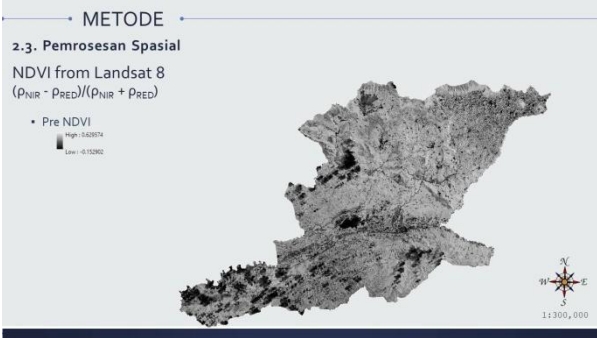 METODE
2.3. Pemrosesan Spasial
NDVI from Landsat 8
(ρNIR - ρRED)/(ρNIR + ρRED)
• Pre NDVI
High : 0.629574
Low : -0.152902
N
W E
S
1:300,000